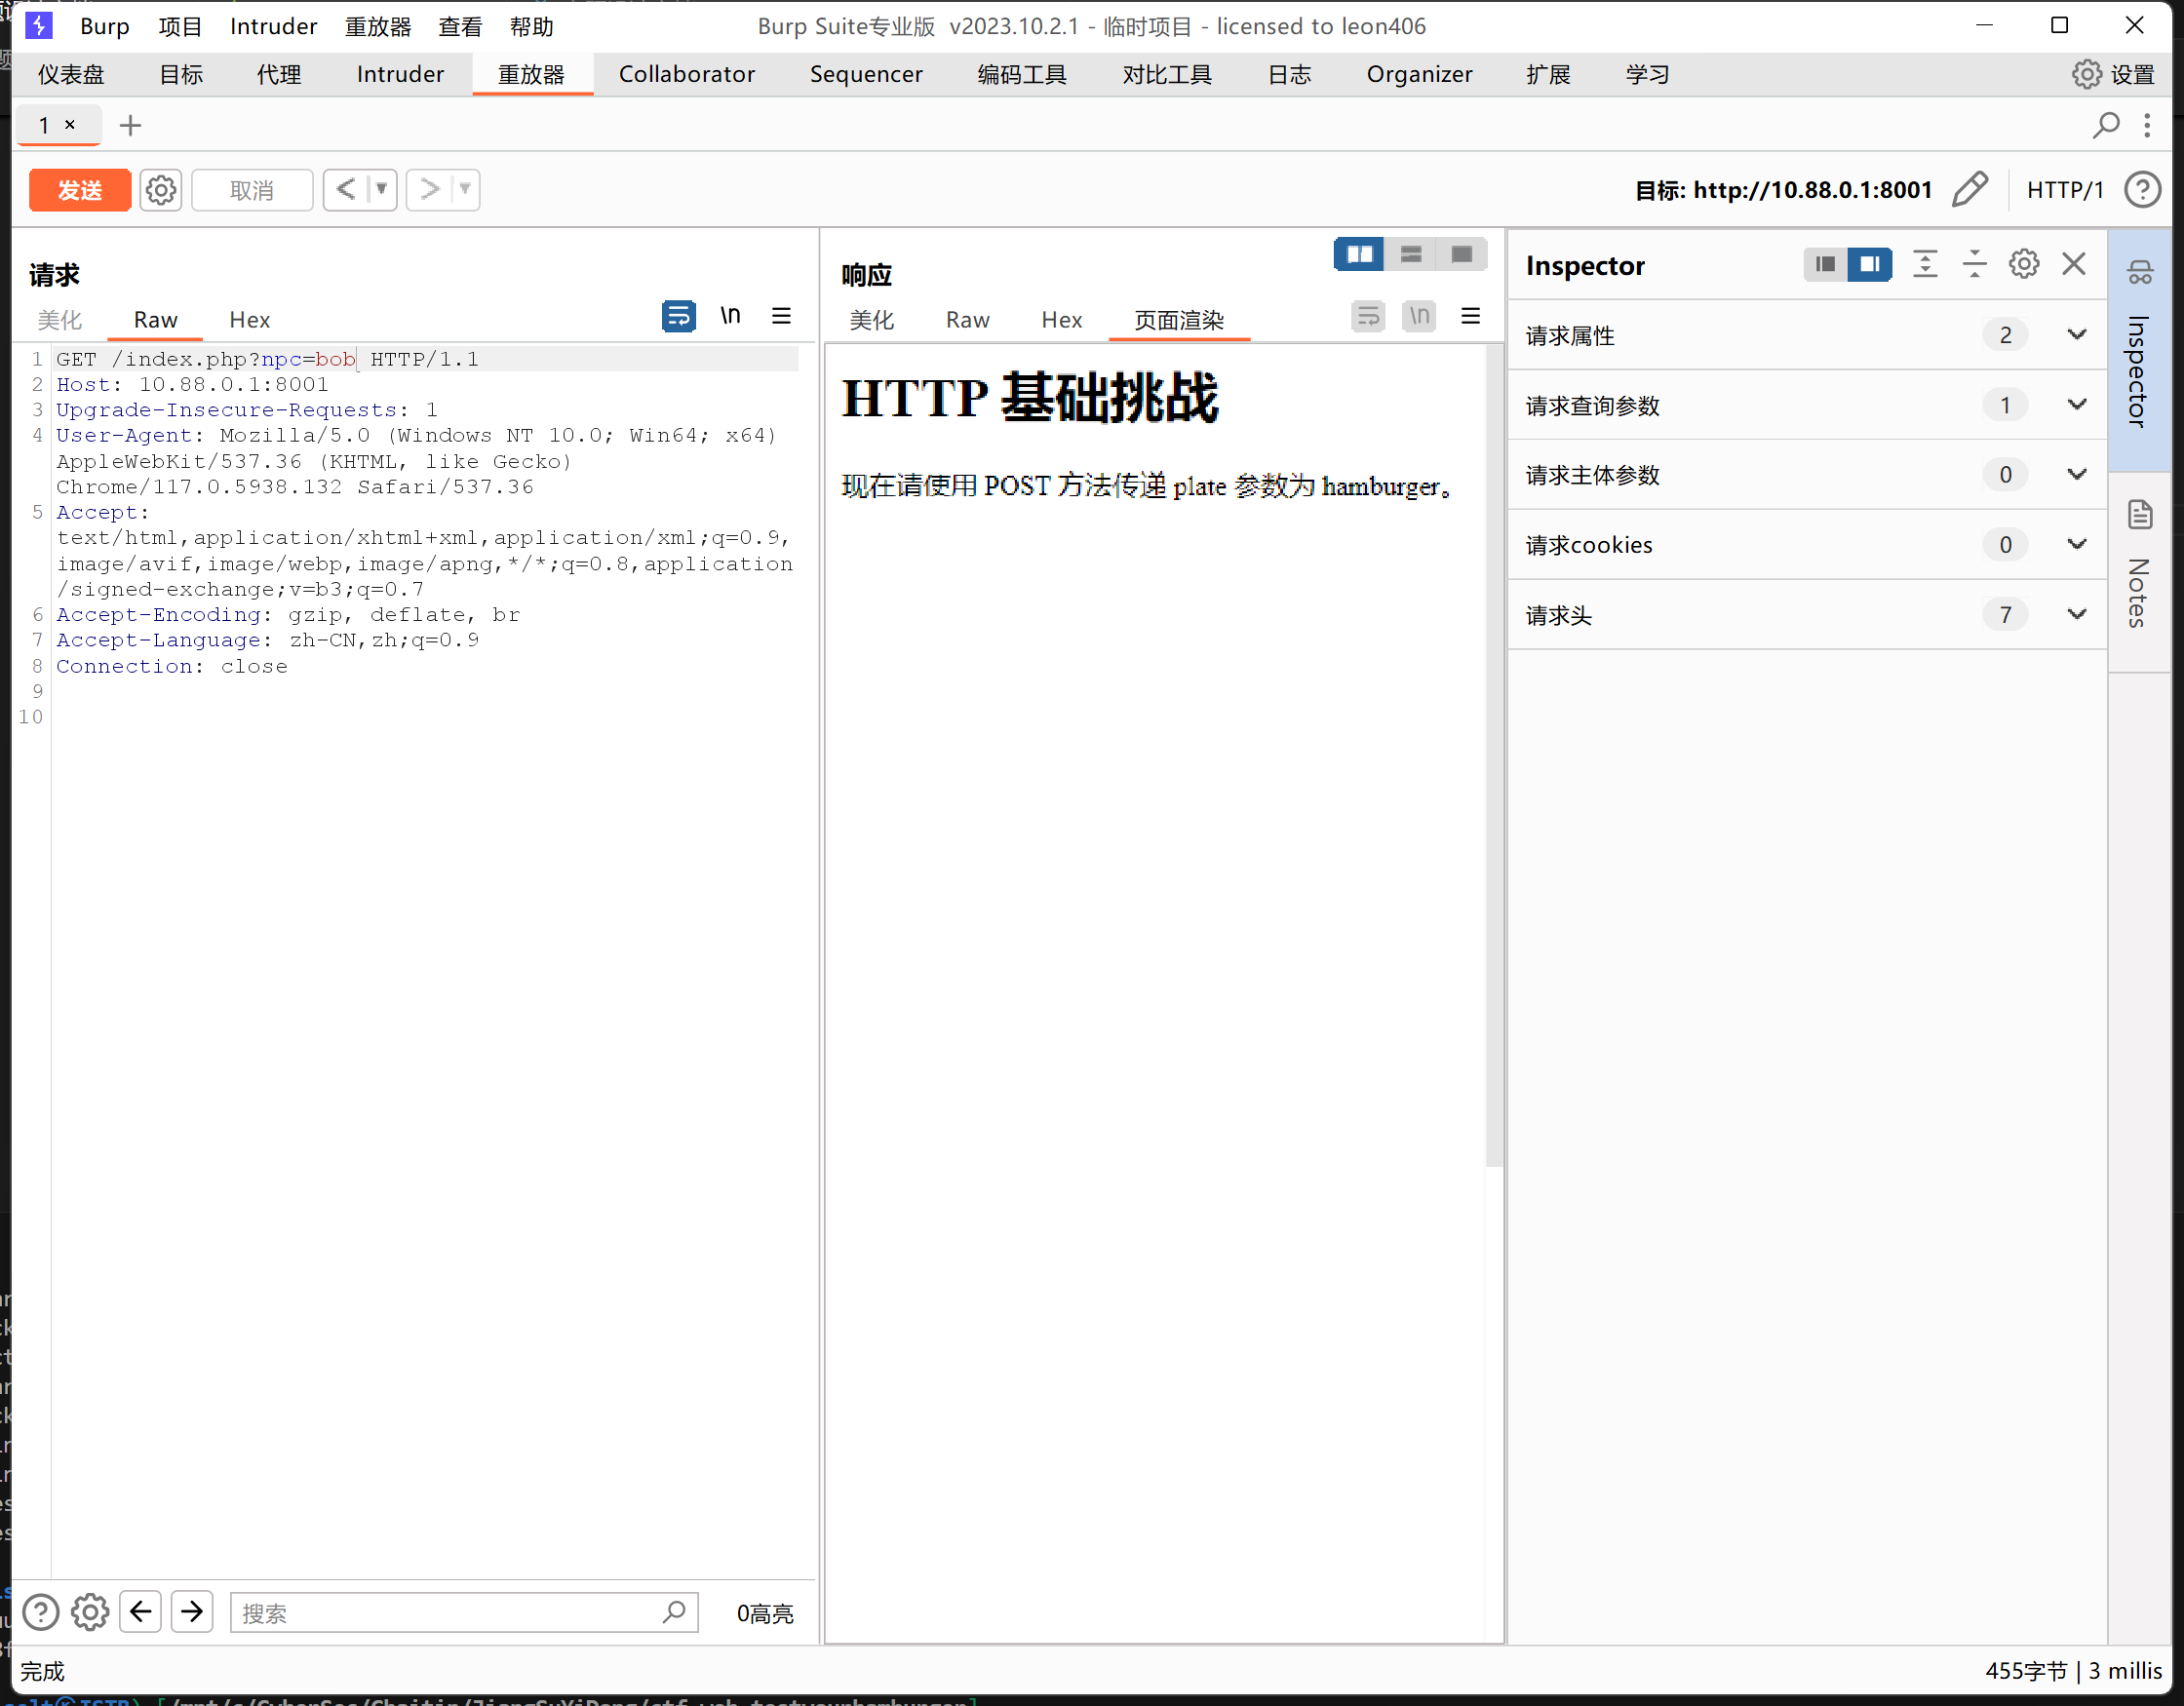 Burp 项目 Intruder 重放器 查看 帮助 Burp Suite专业版 v2023.10.2.1 - 临时项目 - licensed to leon406
仪表盘 目标 代理 Intruder 重放器 Collaborator Sequencer 编码工具 对比工具 日志 Organizer 扩展 学习 设置
1 × +
发送 取消 < > 目标: http://10.88.0.1:8001 HTTP/1
请求
美化 Raw Hex \n
1 GET /index.php?npc=bob HTTP/1.1
2 Host: 10.88.0.1:8001
3 Upgrade-Insecure-Requests: 1
4 User-Agent: Mozilla/5.0 (Windows NT 10.0; Win64; x64)
AppleWebKit/537.36 (KHTML, like Gecko)
Chrome/117.0.5938.132 Safari/537.36
5 Accept:
text/html,application/xhtml+xml,application/xml;q=0.9,
image/avif,image/webp,image/apng,*/*;q=0.8,application
/signed-exchange;v=b3;q=0.7
6 Accept-Encoding: gzip, deflate, br
7 Accept-Language: zh-CN,zh;q=0.9
8 Connection: close
9
10
搜索 0高亮
响应
美化 Raw Hex 页面渲染 \n
HTTP 基础挑战
现在请使用 POST 方法传递 plate 参数为 hamburger。
Inspector
请求属性 2
请求查询参数 1
请求主体参数 0
请求cookies 0
请求头 7
Inspector
Notes
完成 455字节 | 3 millis